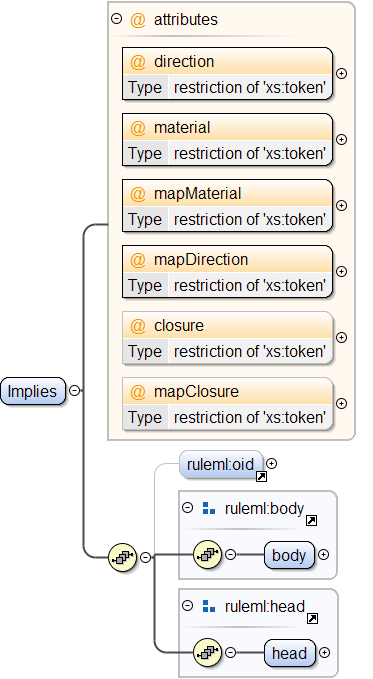 @ attributes
@ direction
Type restriction of 'xs:token'
@ material
Type restriction of 'xs:token'
@ mapMaterial
Type restriction of 'xs:token'
@ mapDirection
Type restriction of 'xs:token'
@ closure
Type restriction of 'xs:token'
@ mapClosure
Type restriction of 'xs:token'
Implies
ruleml:oid
ruleml:body
body
ruleml:head
head